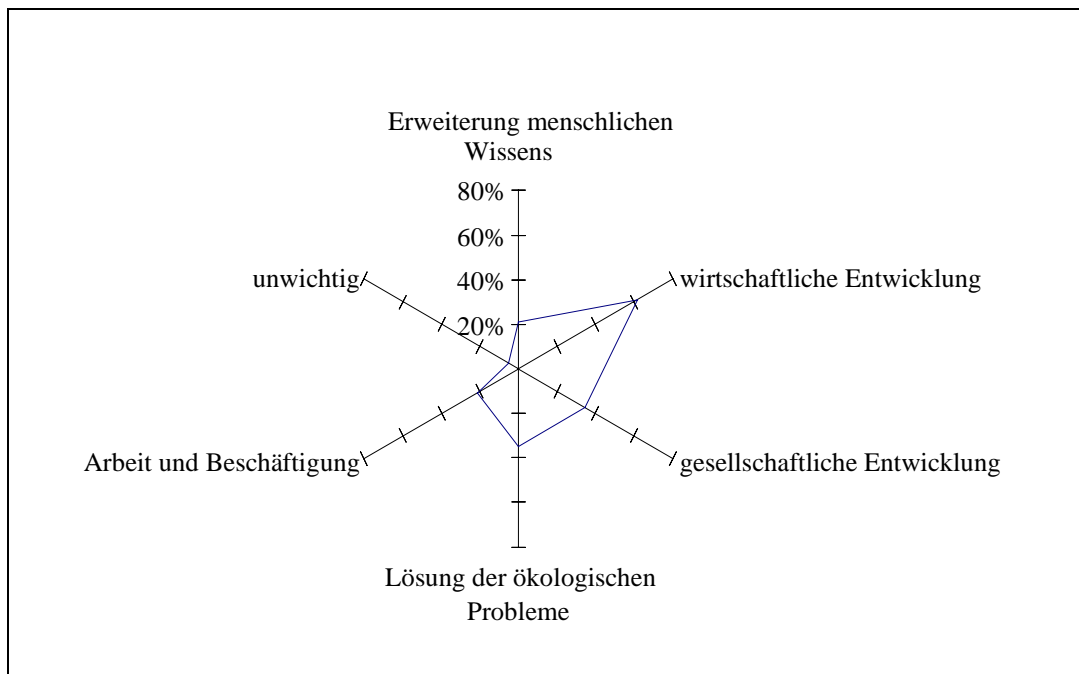 Erweiterung menschlichen
Wissens
80%
60%
40%
20%
unwichtig
wirtschaftliche Entwicklung
Arbeit und Beschäftigung
gesellschaftliche Entwicklung
Lösung der ökologischen
Probleme